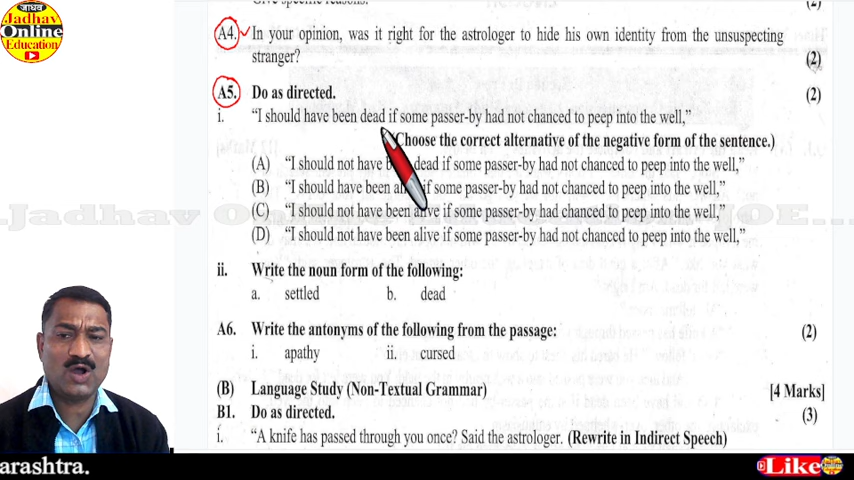 जाधव
Jadhav
Online
Education
(2)
A4. In your opinion, was it right for the astrologer to hide his own identity from the unsuspecting
stranger? (2)
A5. Do as directed. (2)
i. “I should have been dead if some passer-by had not chanced to peep into the well,”
(Choose the correct alternative of the negative form of the sentence.)
(A) “I should not have dead if some passer-by had not chanced to peep into the well,”
(B) “I should have been if some passer-by had not chanced to peep into the well,”
(C) “I should not have been alive if some passer-by had chanced to peep into the well,”
(D) “I should not have been alive if some passer-by had not chanced to peep into the well,”
ii. Write the noun form of the following:
a. settled b. dead
A6. Write the antonyms of the following from the passage: (2)
i. apathy ii. cursed
(B) Language Study (Non-Textual Grammar) [4 Marks]
B1. Do as directed. (3)
i. “A knife has passed through you once? Said the astrologer. (Rewrite in Indirect Speech)
arashtra.
Like